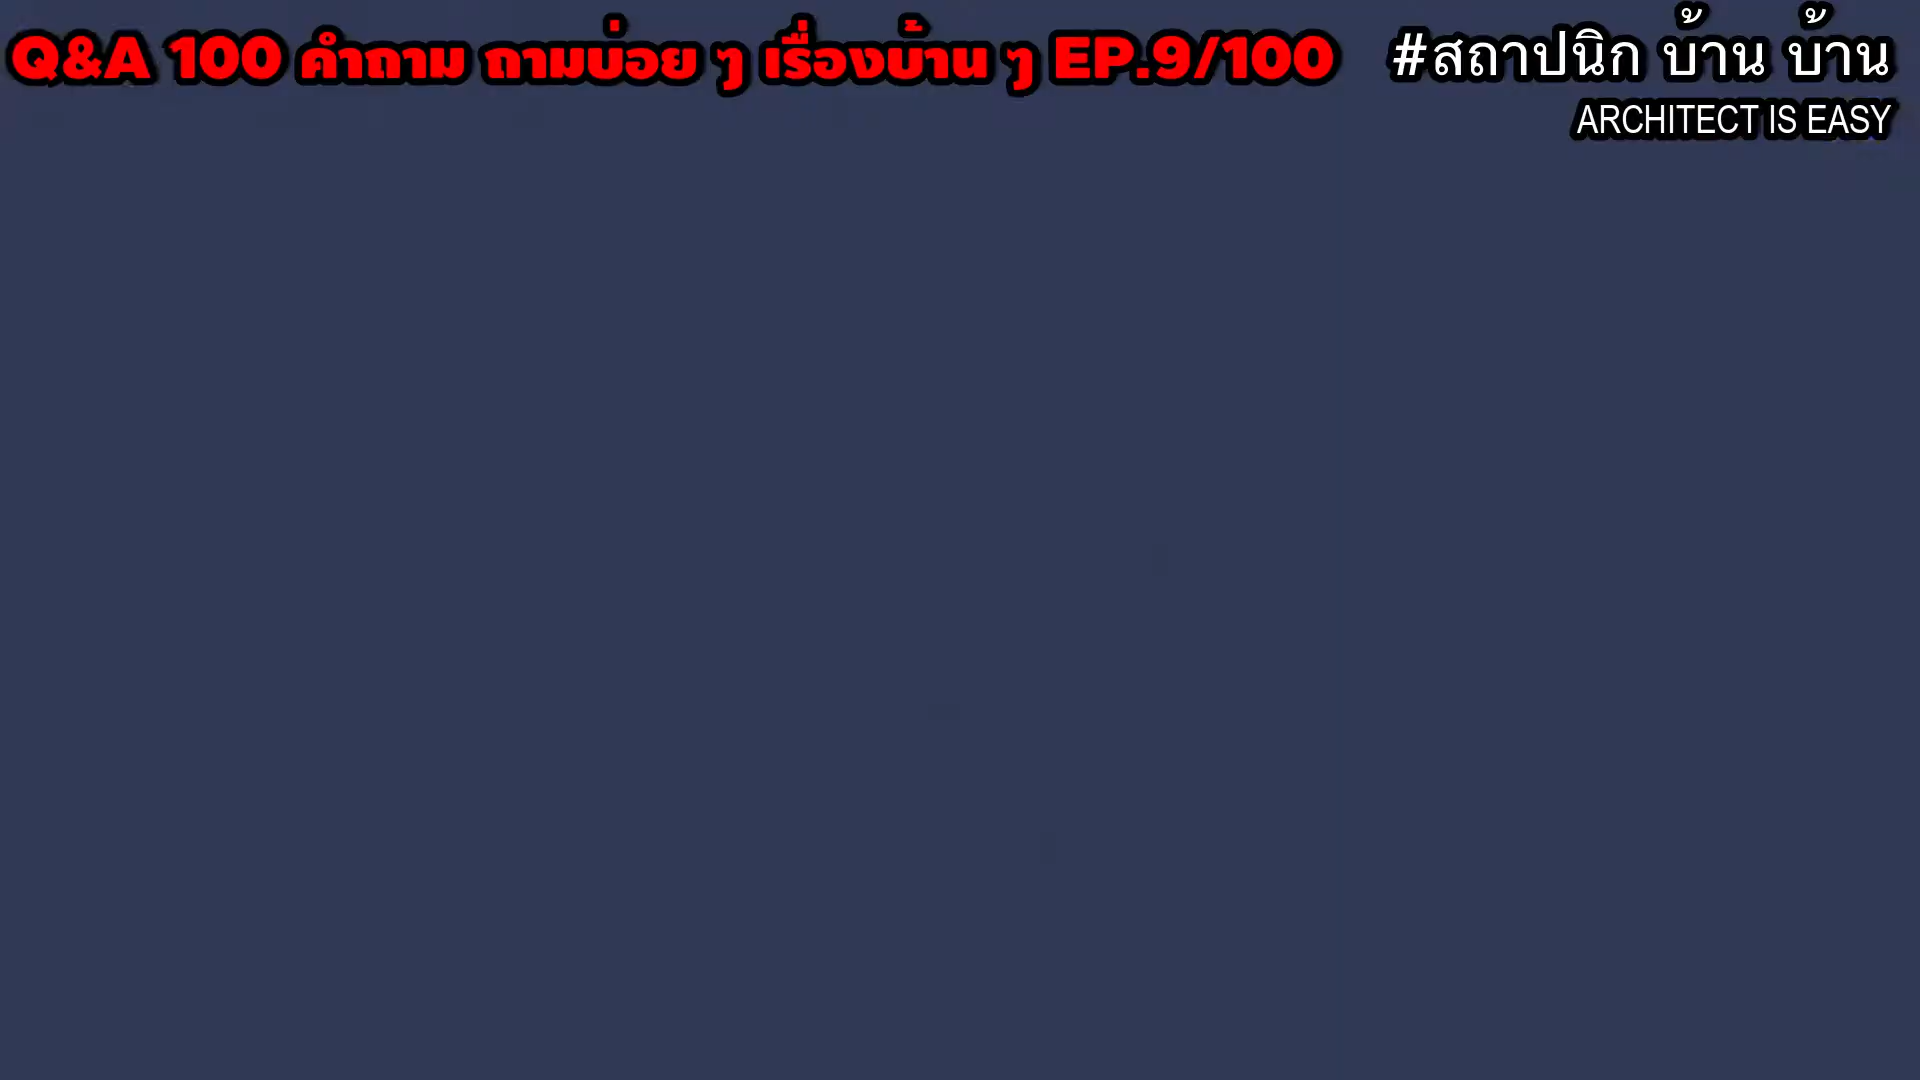 Q&A 100 คำถาม ถามบ่อย ๆ เรื่องบ้าน ๆ EP.9/100
#สถาปนิก บ้าน บ้าน
ARCHITECT IS EASY